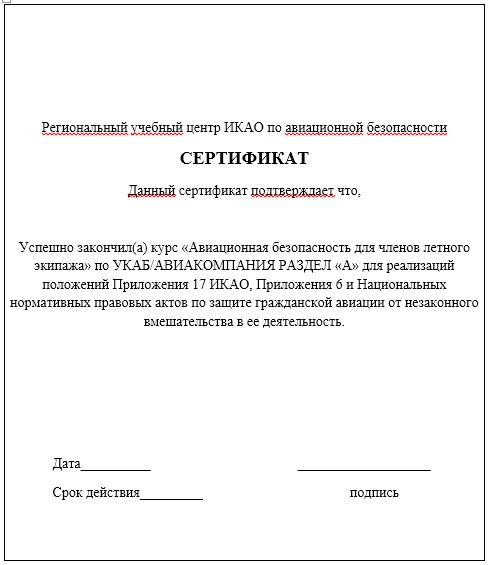 Региональный учебный центр ИКАО по авиационной безопасности
СЕРТИФИКАТ
Данный сертификат подтверждает что,
Успешно закончил(а) курс «Авиационная безопасность для членов летного
экипажа» по УКАБ/АВИАКОМПАНИЯ РАЗДЕЛ «А» для реализаций
положений Приложения 17 ИКАО, Приложения 6 и Национальных
нормативных правовых актов по защите гражданской авиации от незаконного
вмешательства в ее деятельность.
Дата__________ ___________________
Срок действия_________ подпись